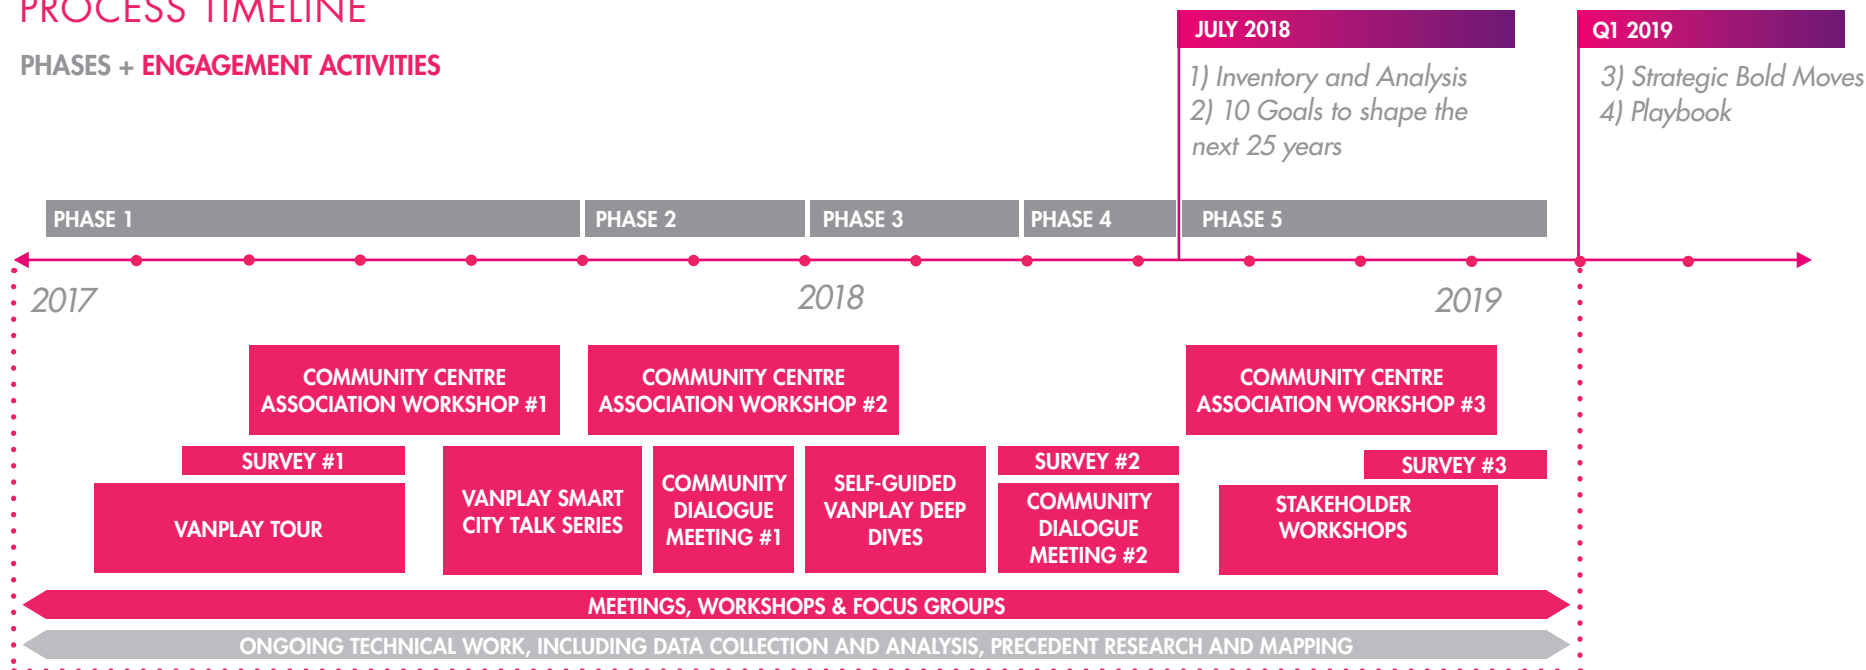 PROCESS TIMELINE
PHASES + ENGAGEMENT ACTIVITIES
JULY 2018
1) Inventory and Analysis
2) 10 Goals to shape the
next 25 years
Q1 2019
3) Strategic Bold Moves
4) Playbook
PHASE 1
PHASE 2
PHASE 3
PHASE 4
PHASE 5
2017
2018
2019
COMMUNITY CENTRE
ASSOCIATION WORKSHOP #1
COMMUNITY CENTRE
ASSOCIATION WORKSHOP #2
COMMUNITY CENTRE
ASSOCIATION WORKSHOP #3
SURVEY #1
VANPLAY TOUR
VANPLAY SMART
CITY TALK SERIES
COMMUNITY
DIALOGUE
MEETING #1
SELF-GUIDED
VANPLAY DEEP
DIVES
SURVEY #2
COMMUNITY
DIALOGUE
MEETING #2
SURVEY #3
STAKEHOLDER
WORKSHOPS
MEETINGS, WORKSHOPS & FOCUS GROUPS
ONGOING TECHNICAL WORK, INCLUDING DATA COLLECTION AND ANALYSIS, PRECEDENT RESEARCH AND MAPPING